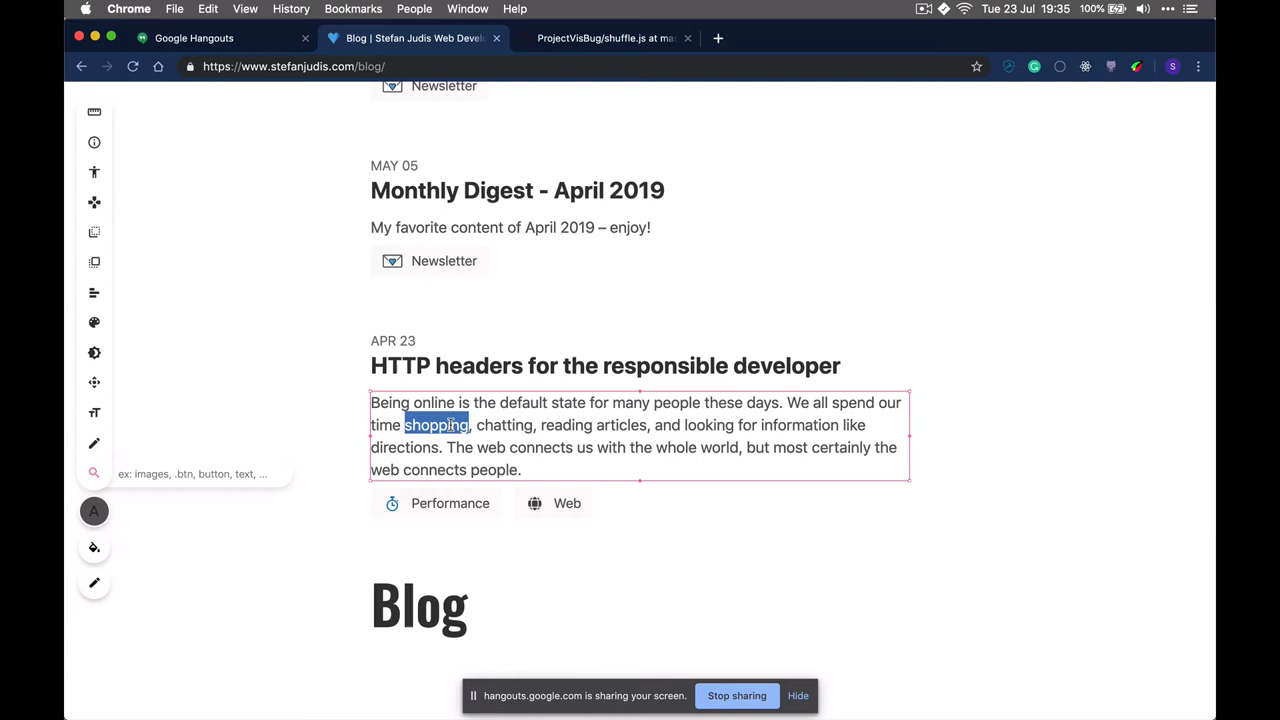 Chrome File Edit View History Bookmarks People Window Help Tue 23 Jul 19:35 100%
Google Hangouts Blog | Stefan Judis Web Develo ProjectVisBug/shuffle.js at mas
https://www.stefanjudis.com/blog/ S
Newsletter
MAY 05
Monthly Digest - April 2019
My favorite content of April 2019 – enjoy!
Newsletter
APR 23
HTTP headers for the responsible developer
Being online is the default state for many people these days. We all spend our
time shopping, chatting, reading articles, and looking for information like
directions. The web connects us with the whole world, but most certainly the
web connects people.
ex: images, .btn, button, text, ...
Performance Web
A
Blog
hangouts.google.com is sharing your screen. Stop sharing Hide